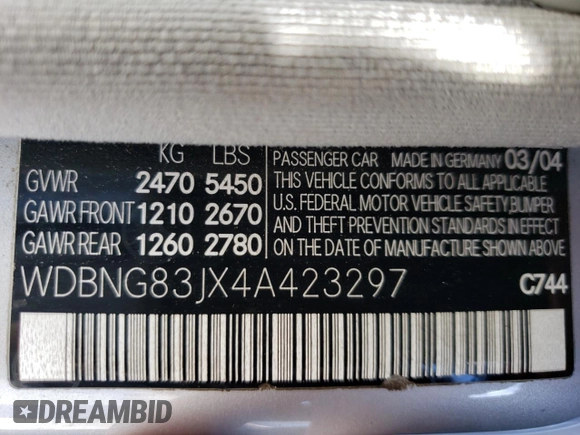 KG LBS
GVWR 2470 5450
GAWR FRONT 1210 2670
GAWR REAR 1260 2780
PASSENGER CAR MADE IN GERMANY 03/04
THIS VEHICLE CONFORMS TO ALL APPLICABLE
U.S. FEDERAL MOTOR VEHICLE SAFETY, BUMPER
AND THEFT PREVENTION STANDARDS IN EFFECT
ON THE DATE OF MANUFACTURE SHOWN ABOVE
WDBNG83JX4A423297 C744
DREAMBID